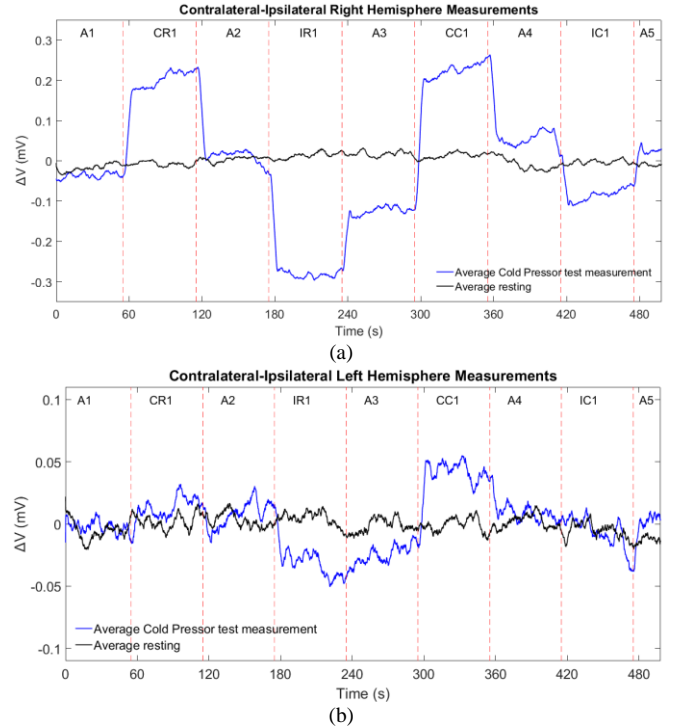 Contralateral-Ipsilateral Right Hemisphere Measurements
A1 CR1 A2 IR1 A3 CC1 A4 IC1 A5
0.3
0.2
0.1
0
-0.1
-0.2
-0.3
ΔV (mV)
Average Cold Pressor test measurement
Average resting
0 60 120 180 240 300 360 420 480
Time (s)
(a)
Contralateral-Ipsilateral Left Hemisphere Measurements
A1 CR1 A2 IR1 A3 CC1 A4 IC1 A5
0.1
0.05
0
-0.05
-0.1
ΔV (mV)
Average Cold Pressor test measurement
Average resting
0 60 120 180 240 300 360 420 480
Time (s)
(b)